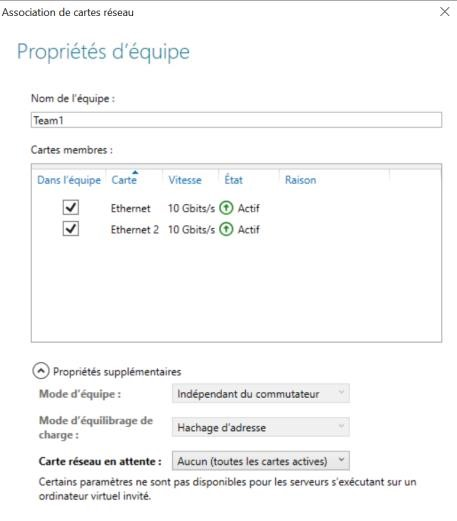 Association de cartes réseau
Propriétés d'équipe
Nom de l'équipe :
Team1
Cartes membres :
Dans l'équipe Carte Vitesse État Raison
Ethernet 10 Gbits/s Actif
Ethernet 2 10 Gbits/s Actif
Propriétés supplémentaires
Mode d'équipe : Indépendant du commutateur
Mode d'équilibrage de
charge : Hachage d'adresse
Carte réseau en attente : Aucun (toutes les cartes actives)
Certains paramètres ne sont pas disponibles pour les serveurs s'exécutant sur un
ordinateur virtuel invité.